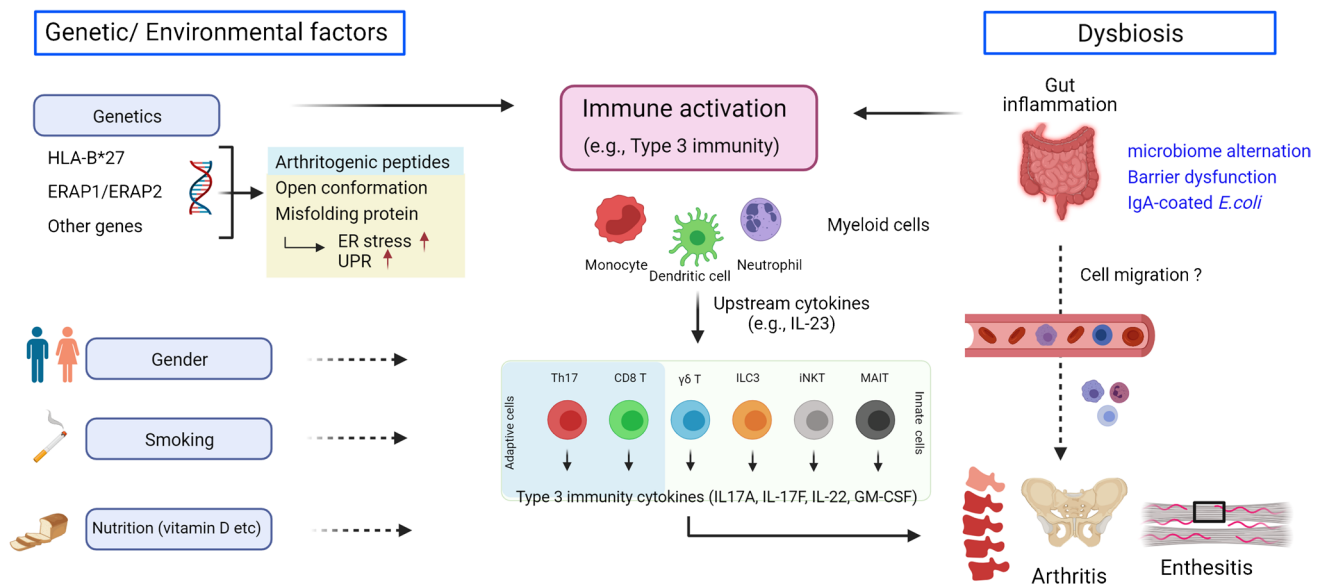 Genetic/ Environmental factors
Genetics
HLA-B*27
ERAP1/ERAP2
Other genes
Arthritogenic peptides
Open conformation
Misfolding protein
ER stress
UPR
Gender
Smoking
Nutrition (vitamin D etc)
Immune activation
(e.g., Type 3 immunity)
Monocyte
Dendritic cell
Neutrophil
Myeloid cells
Upstream cytokines
(e.g., IL-23)
Adaptive cells
Th17
CD8 T
γδ T
ILC3
iNKT
MAIT
Innate cells
Type 3 immunity cytokines (IL17A, IL-17F, IL-22, GM-CSF)
Dysbiosis
Gut
inflammation
microbiome alternation
Barrier dysfunction
IgA-coated E.coli
Cell migration ?
Arthritis
Enthesitis